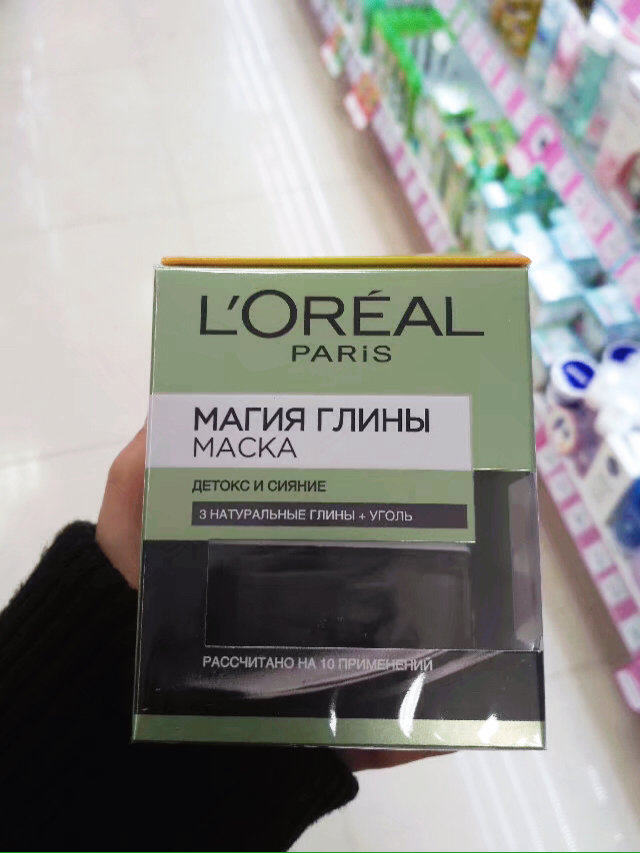 L'ORÉAL
PARiS
МАГИЯ ГЛИНЫ
МАСКА
ДЕТОКС И СИЯНИЕ
3 НАТУРАЛЬНЫЕ ГЛИНЫ + УГОЛЬ
РАССЧИТАНО НА 10 ПРИМЕНЕНИЙ